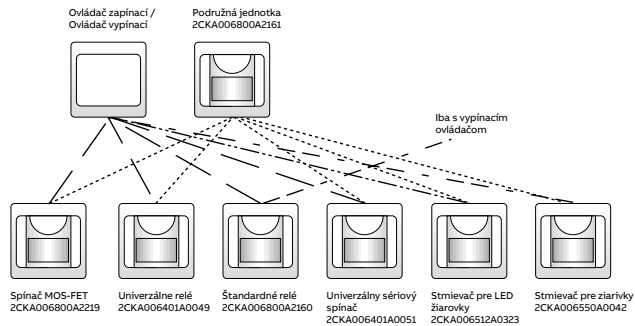 Ovládač zapínací /
Ovládač vypínací
Podružná jednotka
2CKA006800A2161
Iba s vypínacím
ovládačom
Spínač MOS-FET
2CKA006800A2219
Univerzálne relé
2CKA006401A0049
Štandardné relé
2CKA006800A2160
Univerzálny sériový
spínač
2CKA006401A0051
Stmievač pre LED
žiarovky
2CKA006512A0323
Stmievač pre ziarivky
2CKA006550A0042